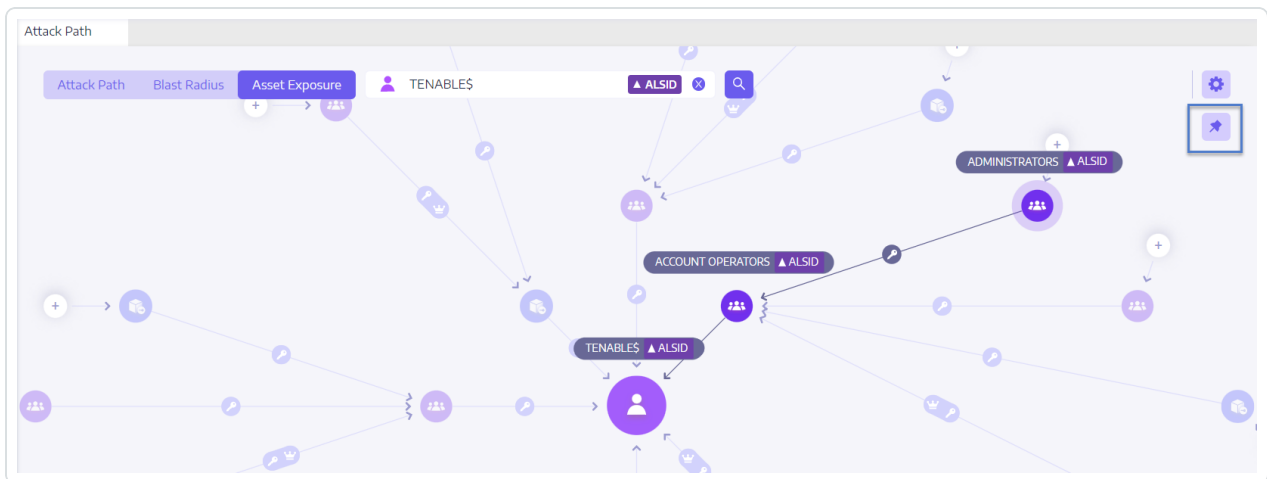 Attack Path
Attack Path Blast Radius Asset Exposure TENABLE$ ALSID
ADMINISTRATORS ALSID
ACCOUNT OPERATORS ALSID
TENABLE$ ALSID